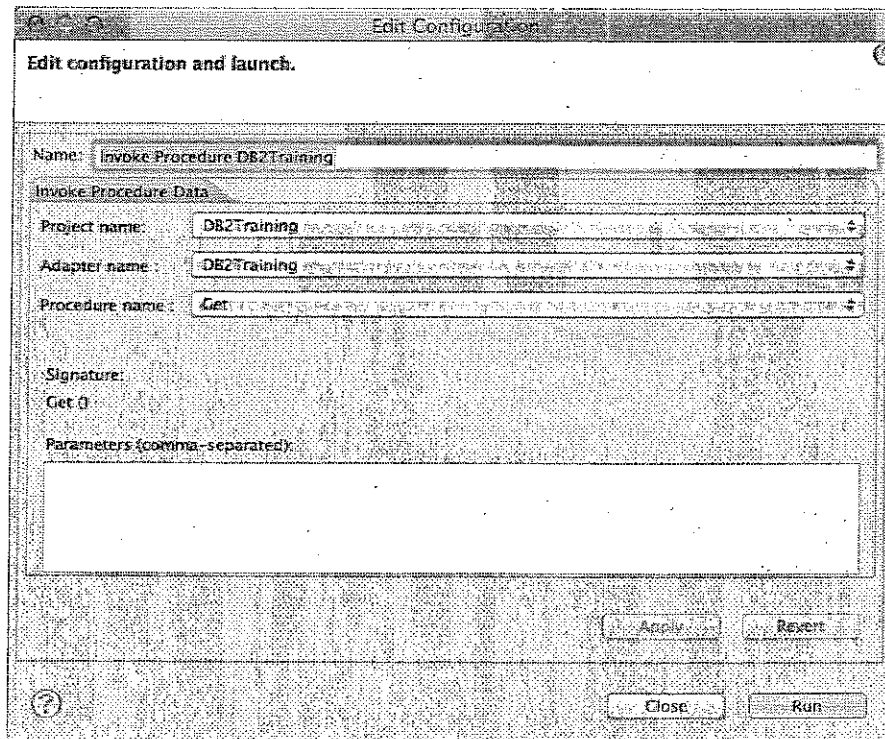 Edit Configuration
Edit configuration and launch.
Name: Invoke Procedure DB2Training
Invoke Procedure Data
Project name: DB2Training
Adapter name : DB2Training
Procedure name : Get
Signature:
Get ()
Parameters (comma-separated):
Apply Revert
? Close Run